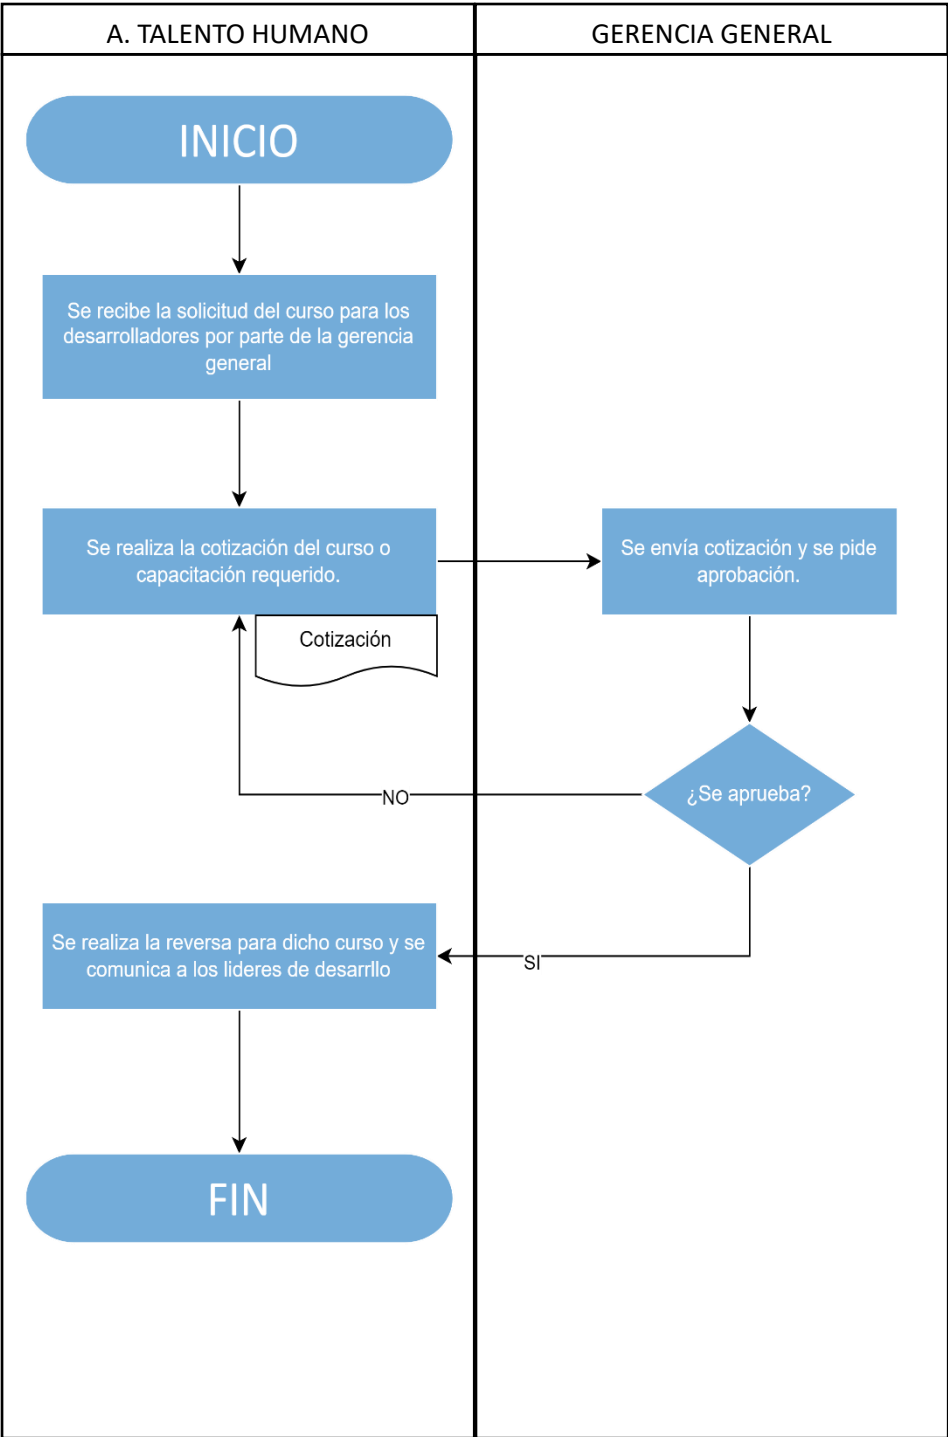 A. TALENTO HUMANO
GERENCIA GENERAL
INICIO
Se recibe la solicitud del curso para los
desarrolladores por parte de la gerencia
general
Se realiza la cotización del curso o
capacitación requerido.
Cotización
Se envía cotización y se pide
aprobación.
¿Se aprueba?
NO
SI
Se realiza la reversa para dicho curso y se
comunica a los lideres de desarrllo
FIN